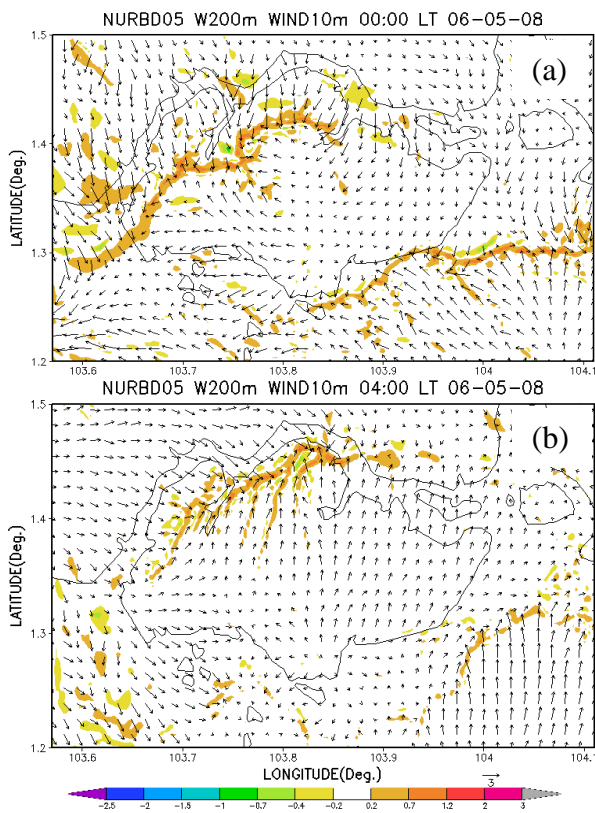 NURBD05 W200m WIND10m 00:00 LT 06-05-08
(a)
1.5
1.4
1.3
1.2
LATITUDE(Deg.)
103.6 103.7 103.8 103.9 104 104.1
NURBD05 W200m WIND10m 04:00 LT 06-05-08
(b)
1.5
1.4
1.3
1.2
LATITUDE(Deg.)
103.6 103.7 103.8 103.9 104 104.1
LONGITUDE(Deg.)
3
-2.5 -2 -1.5 -1 -0.7 -0.4 -0.2 0.2 0.7 1.2 2 3